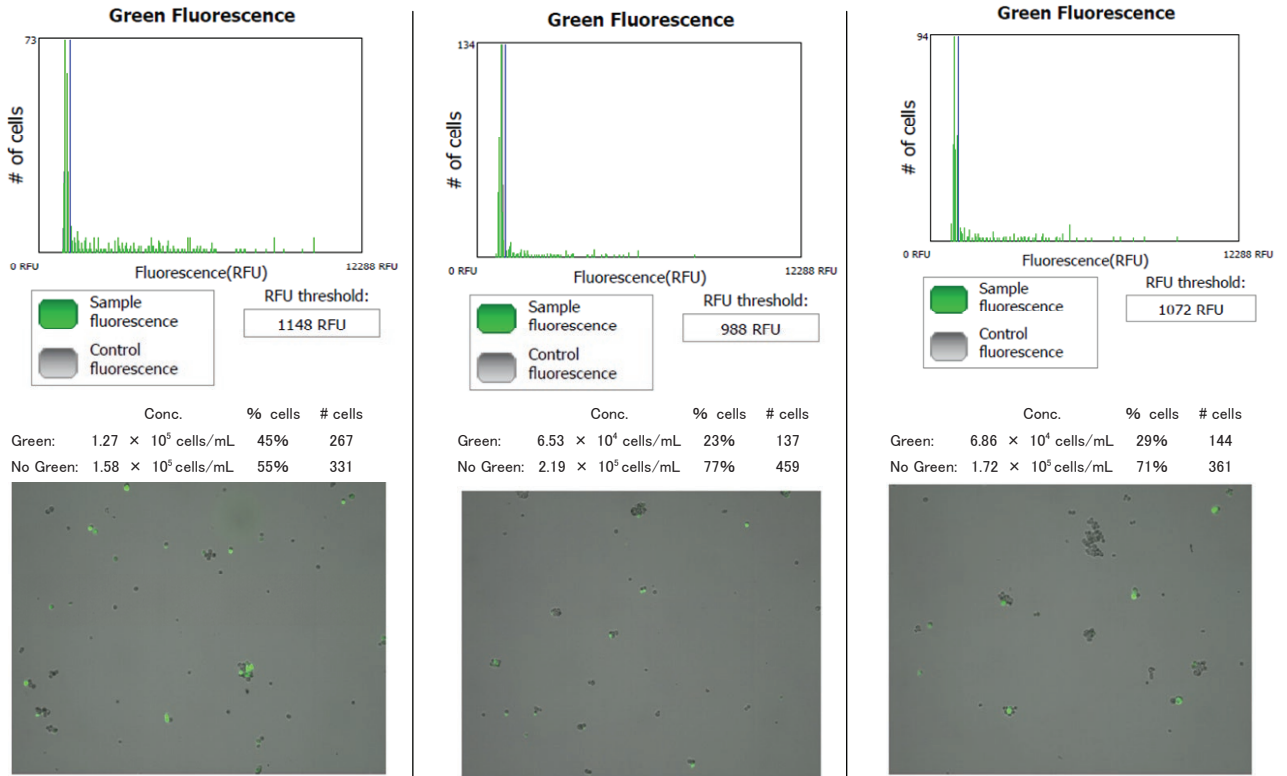 Green Fluorescence
73
# of cells
0 RFU
Fluorescence(RFU)
12288 RFU
Sample
fluorescence
Control
fluorescence
RFU threshold:
1148 RFU
Conc. % cells # cells
Green: 1.27 × 10⁵ cells/mL 45% 267
No Green: 1.58 × 10⁵ cells/mL 55% 331
Green Fluorescence
134
# of cells
0 RFU
Fluorescence(RFU)
12288 RFU
Sample
fluorescence
Control
fluorescence
RFU threshold:
988 RFU
Conc. % cells # cells
Green: 6.53 × 10⁴ cells/mL 23% 137
No Green: 2.19 × 10⁵ cells/mL 77% 459
Green Fluorescence
94
# of cells
0 RFU
Fluorescence(RFU)
12288 RFU
Sample
fluorescence
Control
fluorescence
RFU threshold:
1072 RFU
Conc. % cells # cells
Green: 6.86 × 10⁴ cells/mL 29% 144
No Green: 1.72 × 10⁵ cells/mL 71% 361